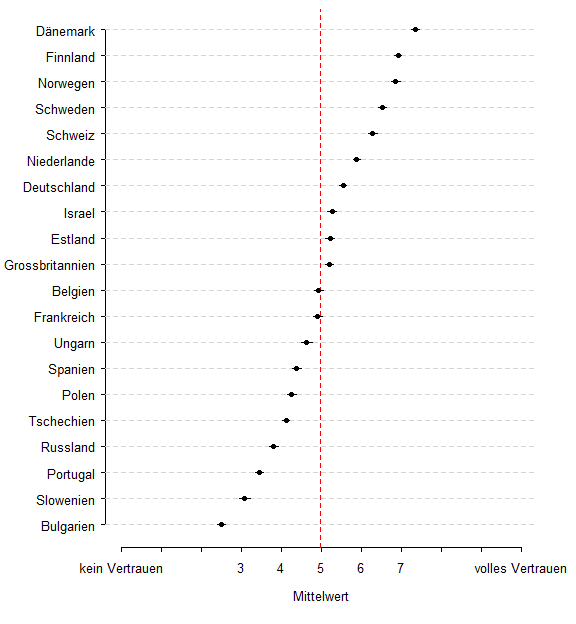 Dänemark
Finnland
Norwegen
Schweden
Schweiz
Niederlande
Deutschland
Israel
Estland
Grossbritannien
Belgien
Frankreich
Ungarn
Spanien
Polen
Tschechien
Russland
Portugal
Slowenien
Bulgarien
kein Vertrauen 3 4 5 6 7 volles Vertrauen
Mittelwert